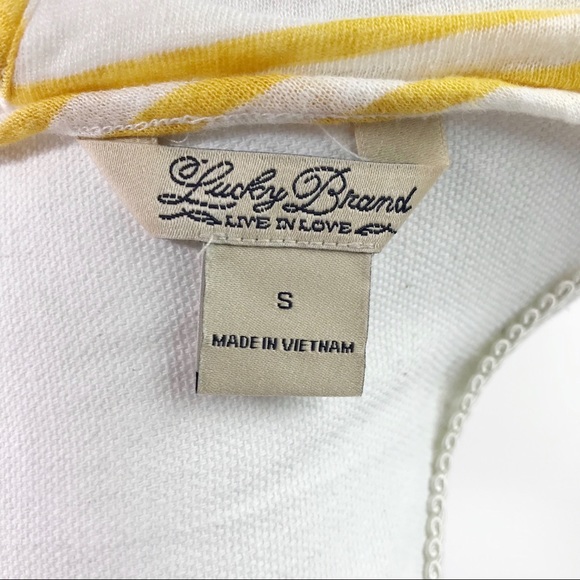 Lucky Brand
LIVE IN LOVE
S
MADE IN VIETNAM